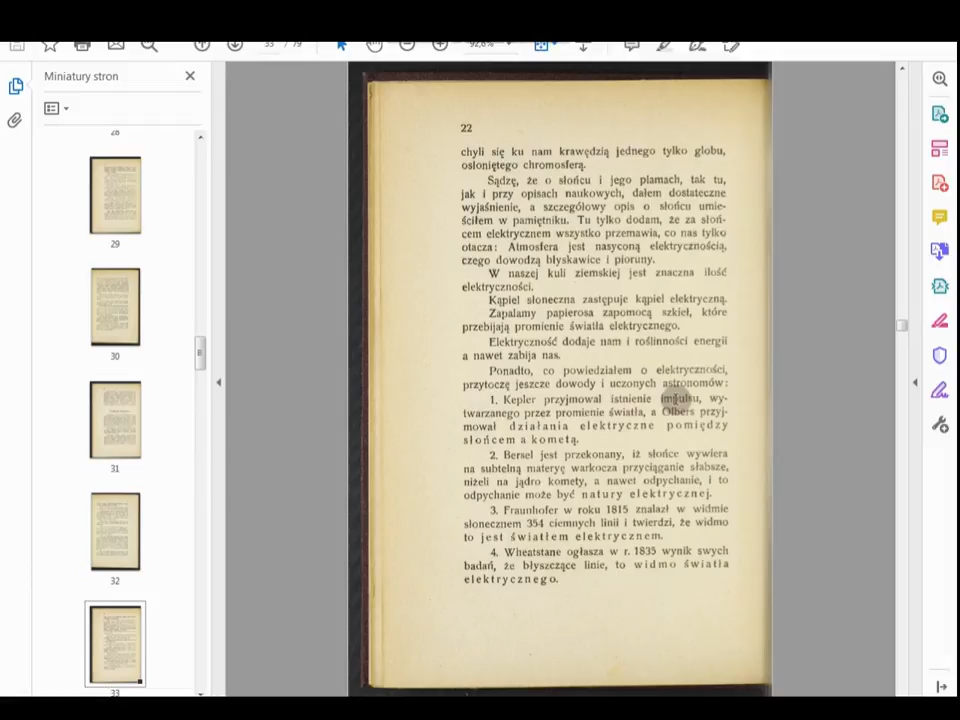 33 / 79
92,6%
Miniatury stron
28
29
30
31
32
33
22
chyli się ku nam krawędzią jednego tylko globu,
osłoniętego chromosferą.
Sądzę, że o słońcu i jego plamach, tak tu,
jak i przy opisach naukowych, dałem dostateczne
wyjaśnienie, a szczegółowy opis o słońcu umie-
ściłem w pamiętniku. Tu tylko dodam, że za słoń-
cem elektrycznem wszystko przemawia, co nas tylko
otacza: Atmosfera jest nasyconą elektrycznością,
czego dowodzą błyskawice i pioruny.
W naszej kuli ziemskiej jest znaczna ilość
elektryczności.
Kąpiel słoneczna zastępuje kąpiel elektryczną.
Zapalamy papierosa zapomocą szkieł, które
przebijają promienie światła elektrycznego.
Elektryczność dodaje nam i roślinności energii
a nawet zabija nas.
Ponadto, co powiedziałem o elektryczności,
przytoczę jeszcze dowody i uczonych astronomów:
1. Kepler przyjmował istnienie impulsu, wy-
twarzanego przez promienie światła, a Olbers przyj-
mował działania elektryczne pomiędzy
słońcem a kometą.
2. Bersel jest przekonany, iż słońce wywiera
na subtelną materyę warkocza przyciąganie słabsze,
niżeli na jądro komety, a nawet odpychanie, i to
odpychanie może być natury elektrycznej.
3. Fraunhofer w roku 1815 znalazł w widmie
słonecznem 354 ciemnych linii i twierdzi, że widmo
to jest światłem elektrycznem.
4. Wheatstane ogłasza w r. 1835 wynik swych
badań, że błyszczące linie, to widmo światła
elektrycznego.